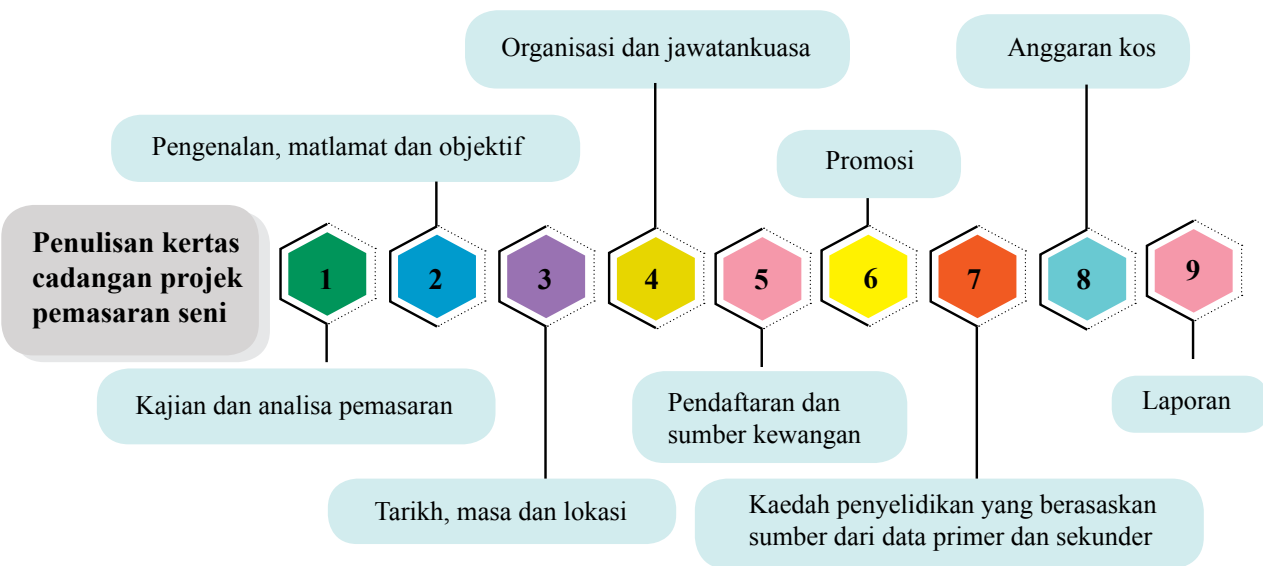 Penulisan kertas
cadangan projek
pemasaran seni
1
Kajian dan analisa pemasaran
2
Pengenalan, matlamat dan objektif
3
Tarikh, masa dan lokasi
4
Organisasi dan jawatankuasa
5
Pendaftaran dan
sumber kewangan
6
Promosi
7
Kaedah penyelidikan yang berasaskan
sumber dari data primer dan sekunder
8
Anggaran kos
9
Laporan